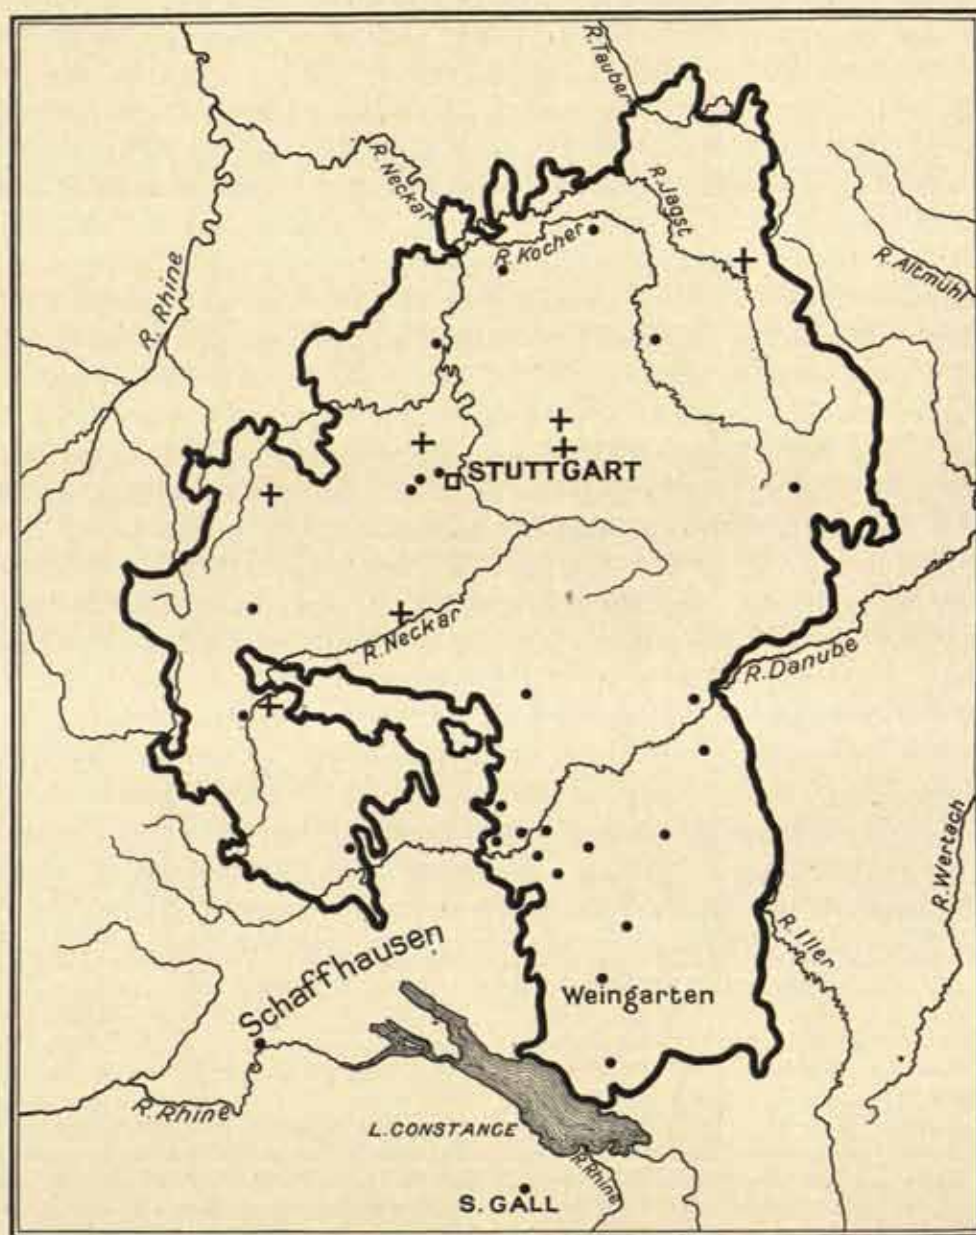 R. Tauber
R. Neckar
R. Jagst
R. Kocher
R. Rhine
R. Altmuhl
STUTTGART
R. Neckar
R. Danube
R. Wertach
R. Iller
Schaffhausen
Weingarten
R. Rhine
L. CONSTANCE
R. Rhine
S. GALL